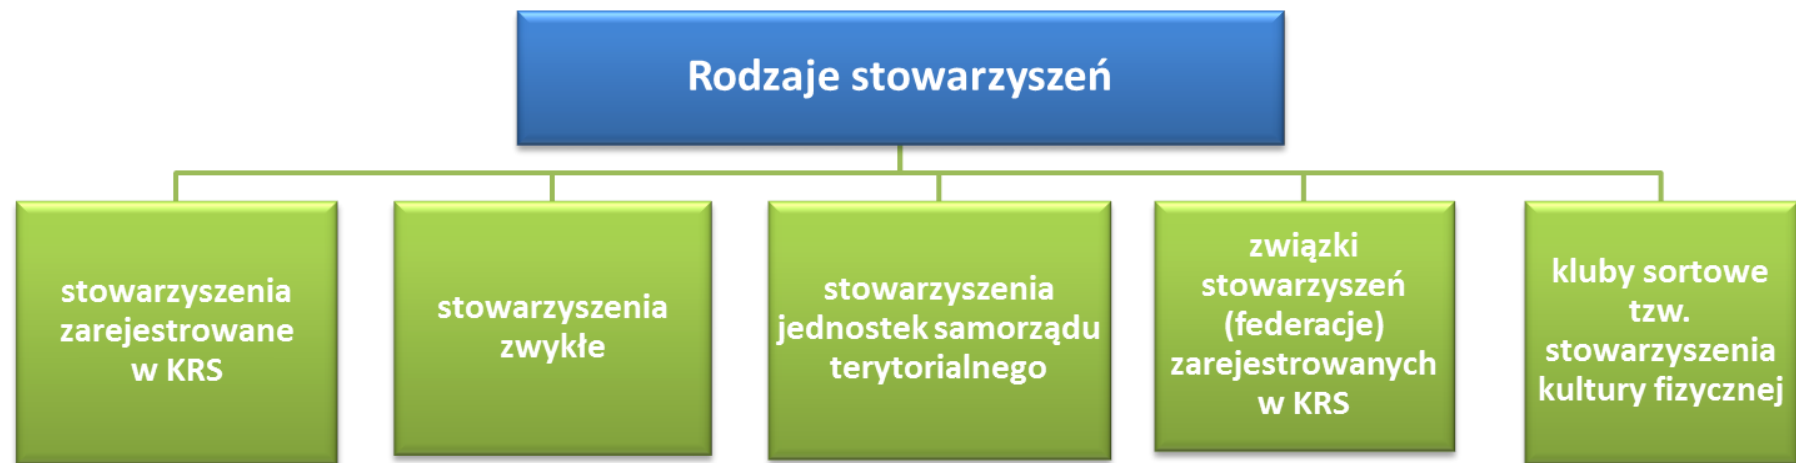 Rodzaje stowarzyszeń
stowarzyszenia
zarejestrowane
w KRS
stowarzyszenia
zwykłe
stowarzyszenia
jednostek samorządu
terytorialnego
związki
stowarzyszeń
(federacje)
zarejestrowanych
w KRS
kluby sortowe
tzw.
stowarzyszenia
kultury fizycznej